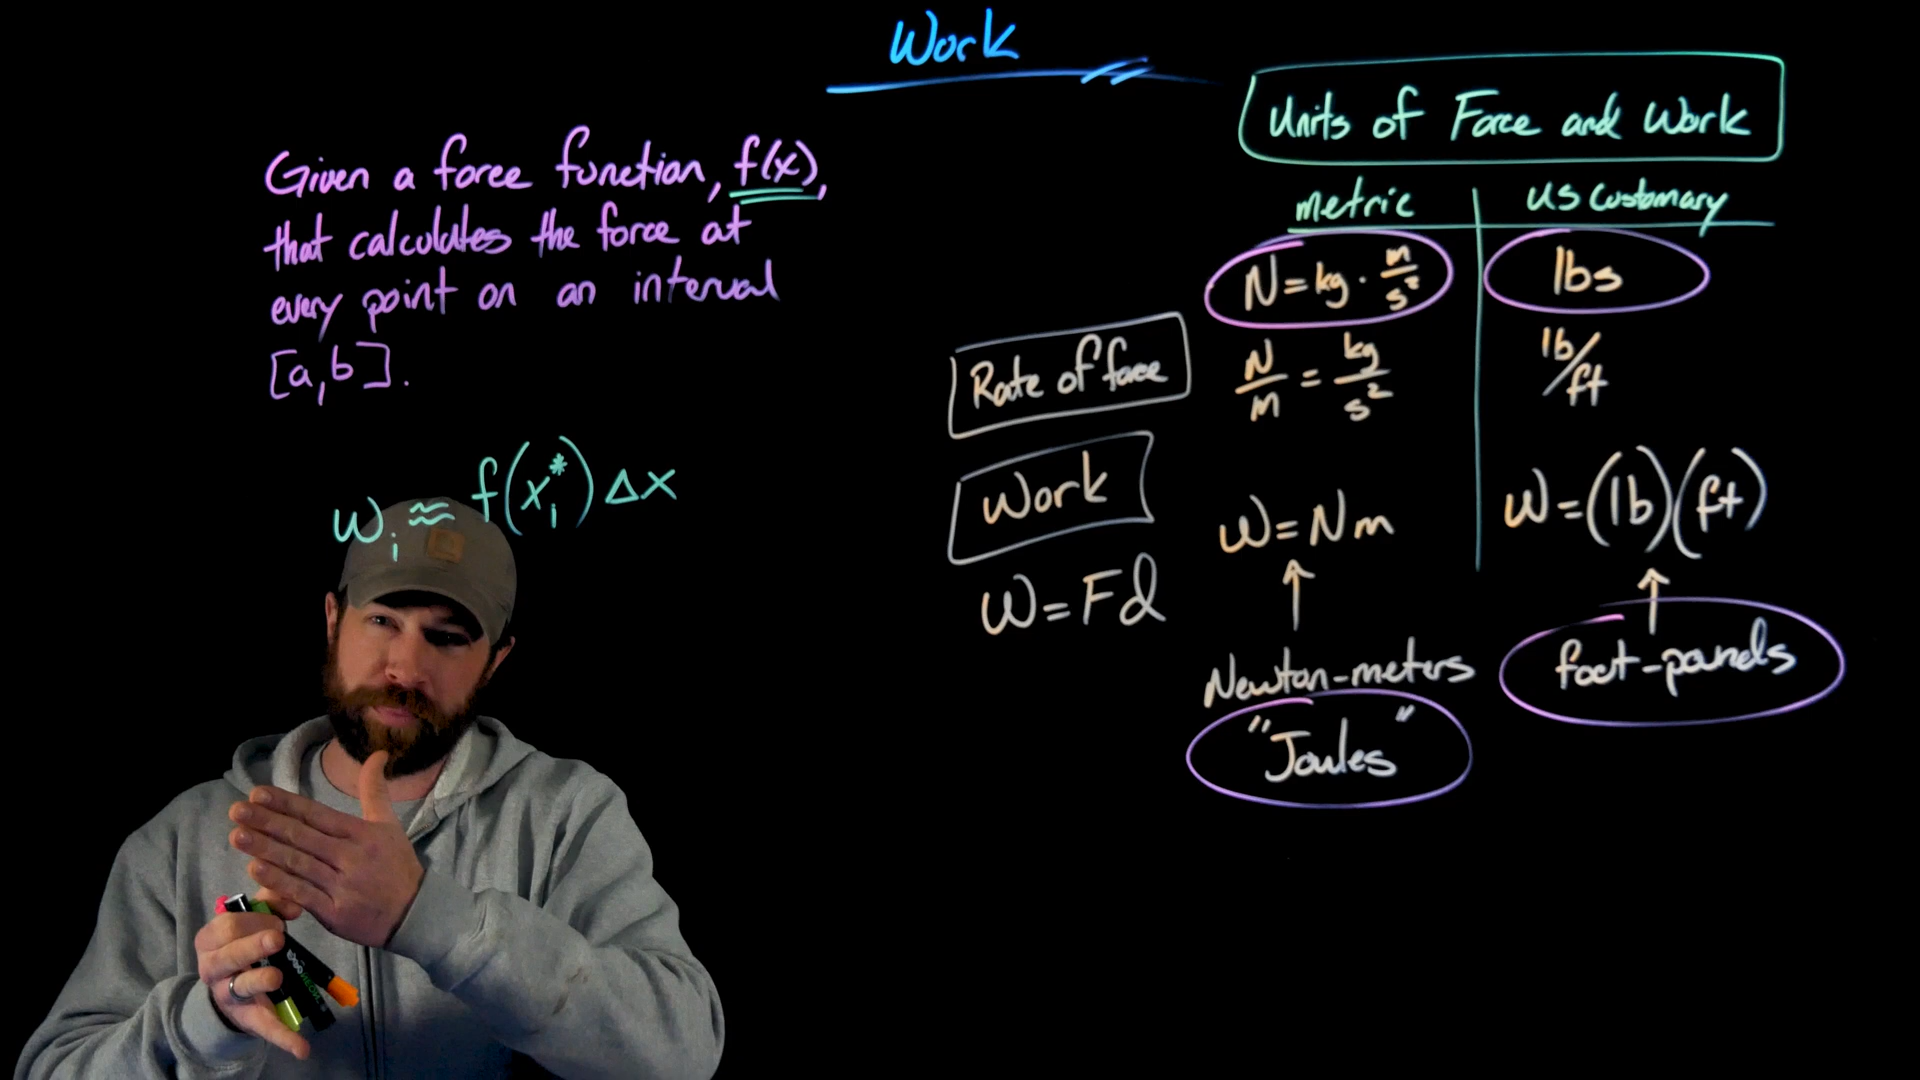 Work
Given a force function, f(x),
that calculates the force at
every point on an interval
[a,b].
W_i ≈ f(x_i^*) Δx
Units of Force and Work
metric
US Customary
N = kg · m/s²
lbs
Rate of force
N/m = kg/s²
lb/ft
Work
W = Nm
W = (lb)(ft)
W = Fd
Newton-meters
foot-pounds
"Joules"